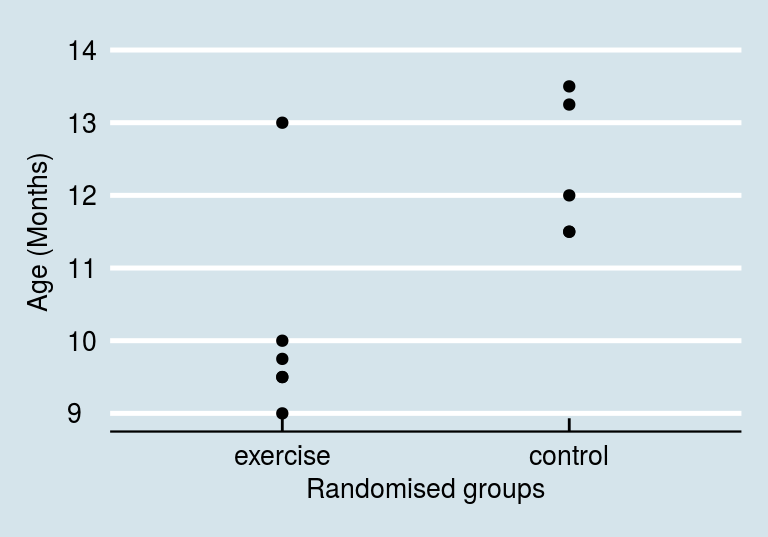 14
13
12
11
10
9
Age (Months)
exercise control
Randomised groups